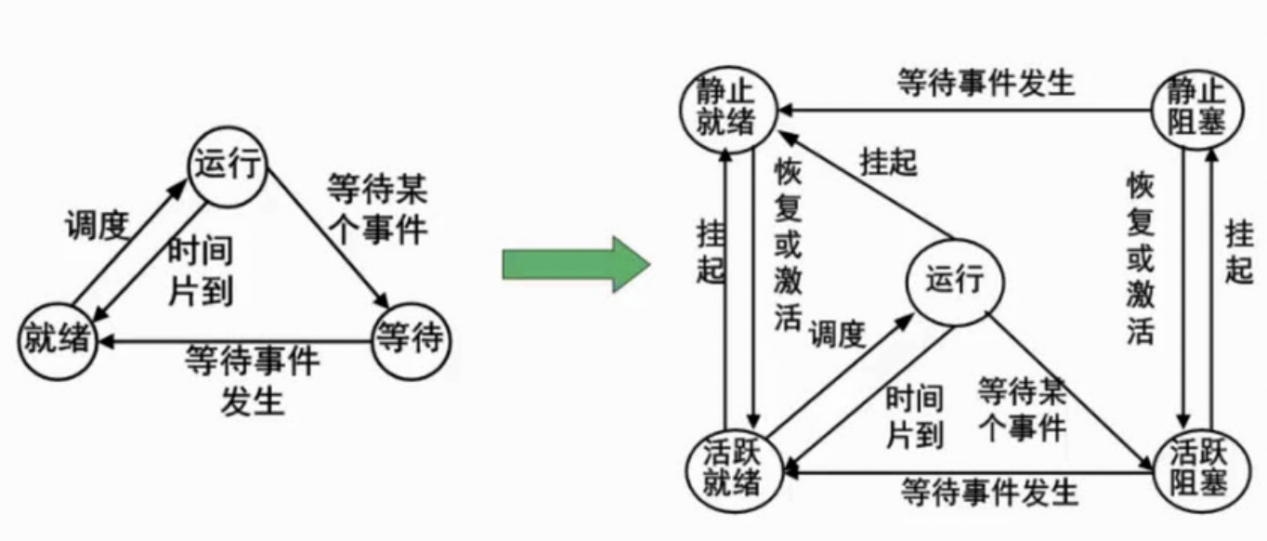 运行
调度
等待某
个事件
时间
片到
就绪
等待
等待事件
发生
静止
就绪
等待事件发生
静止
阻塞
挂起
挂
起
恢
复
或
激
活
运行
恢
复
或
激
活
挂
起
调度
时间
片到
等待某
个事件
活跃
就绪
等待事件发生
活跃
阻塞